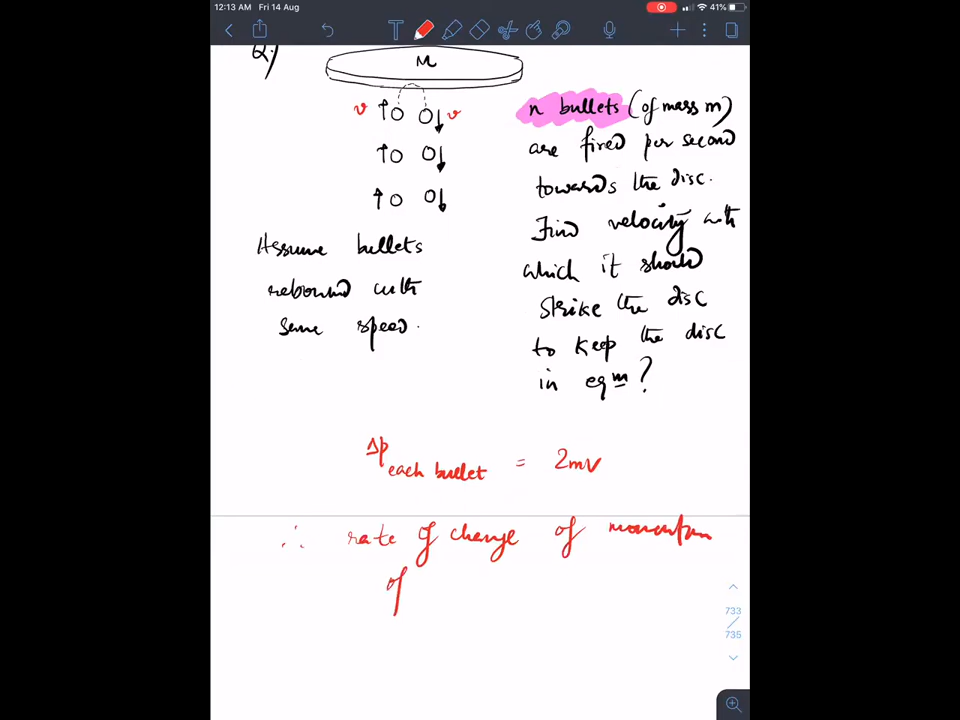 12:13 AM Fri 14 Aug
41%
Q.)
M
v v
n bullets (of mass m)
are fired per second
towards the disc.
Find velocity with
which it should
strike the disc
to keep the disc
in eqm?
Assume bullets
rebound with
same speed.
Δp each bullet = 2mv
∴ rate of change of momentum
of
733
735